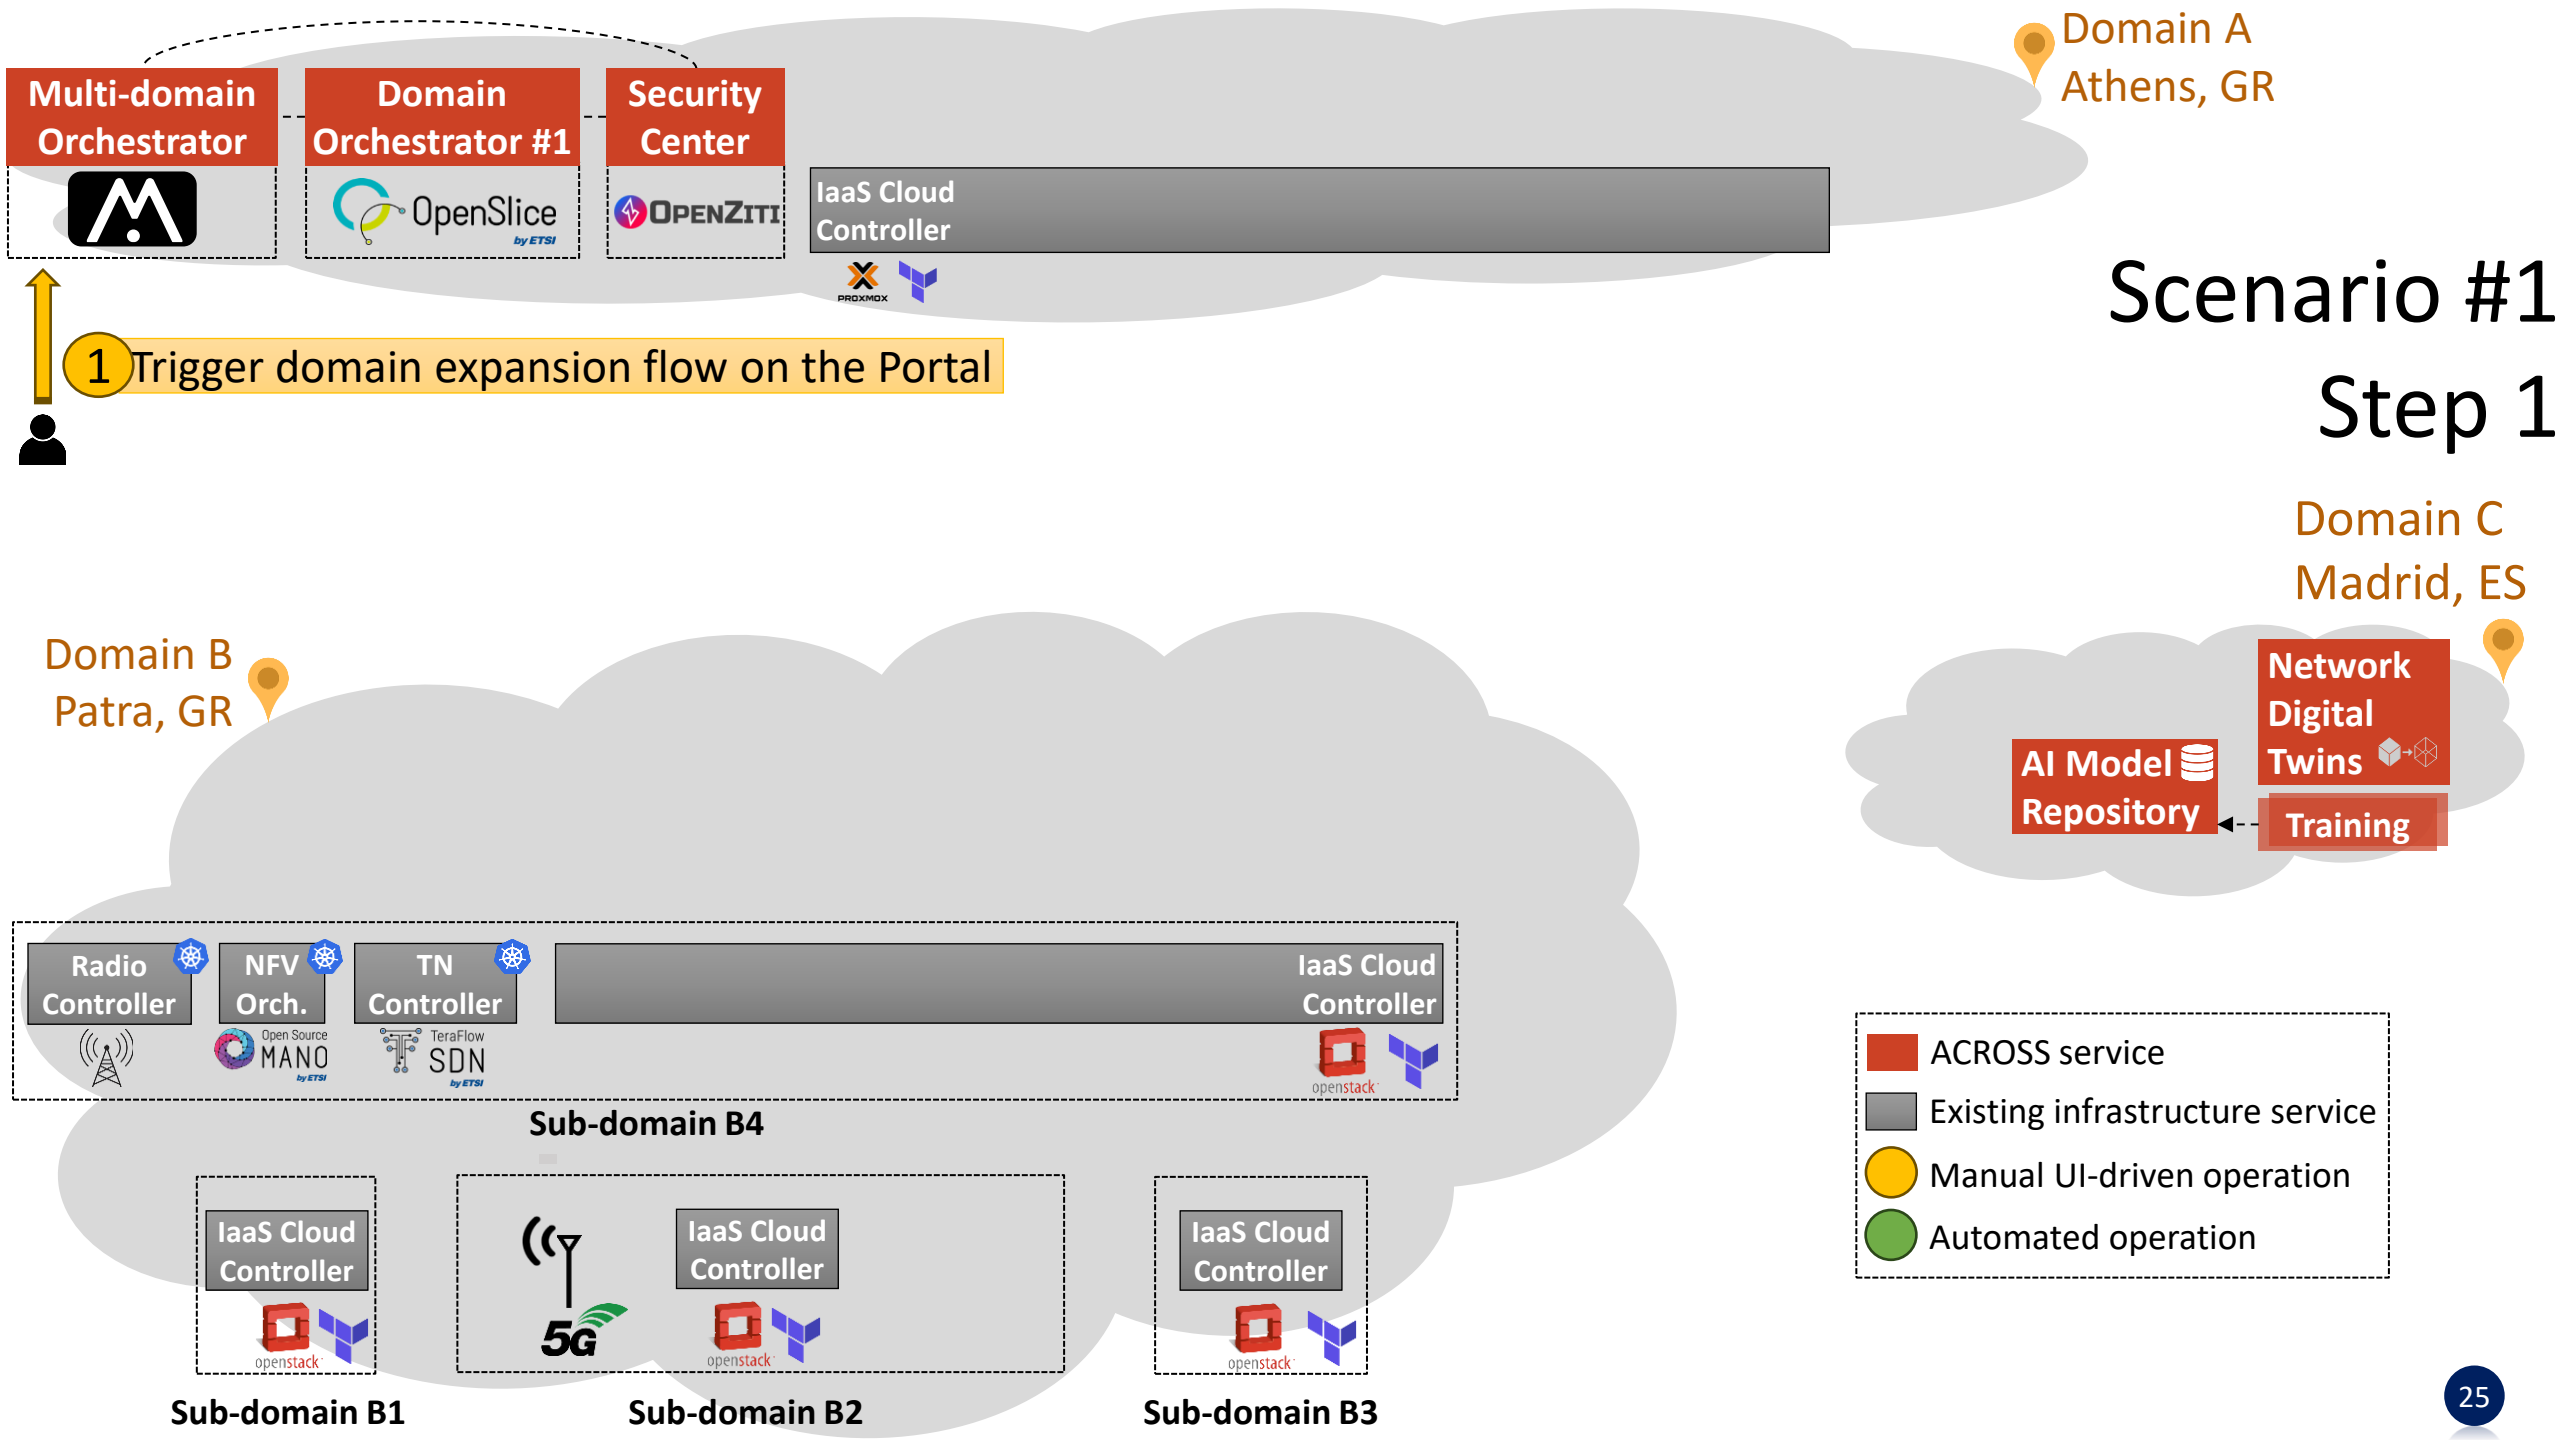 Domain A
Athens, GR
Multi-domain
Orchestrator
Domain
Orchestrator #1
Security
Center
OpenSlice
by ETSI
OPENZITI
IaaS Cloud
Controller
PROXMOX
1
Trigger domain expansion flow on the Portal
Scenario #1
Step 1
Domain C
Madrid, ES
Domain B
Patra, GR
Network
Digital
Twins
AI Model
Repository
Training
Radio
Controller
NFV
Orch.
TN
Controller
IaaS Cloud
Controller
Open Source
MANO
by ETSI
TeraFlow
SDN
by ETSI
openstack
Sub-domain B4
IaaS Cloud
Controller
openstack
Sub-domain B1
5G
IaaS Cloud
Controller
openstack
Sub-domain B2
IaaS Cloud
Controller
openstack
Sub-domain B3
ACROSS service
Existing infrastructure service
Manual UI-driven operation
Automated operation
25